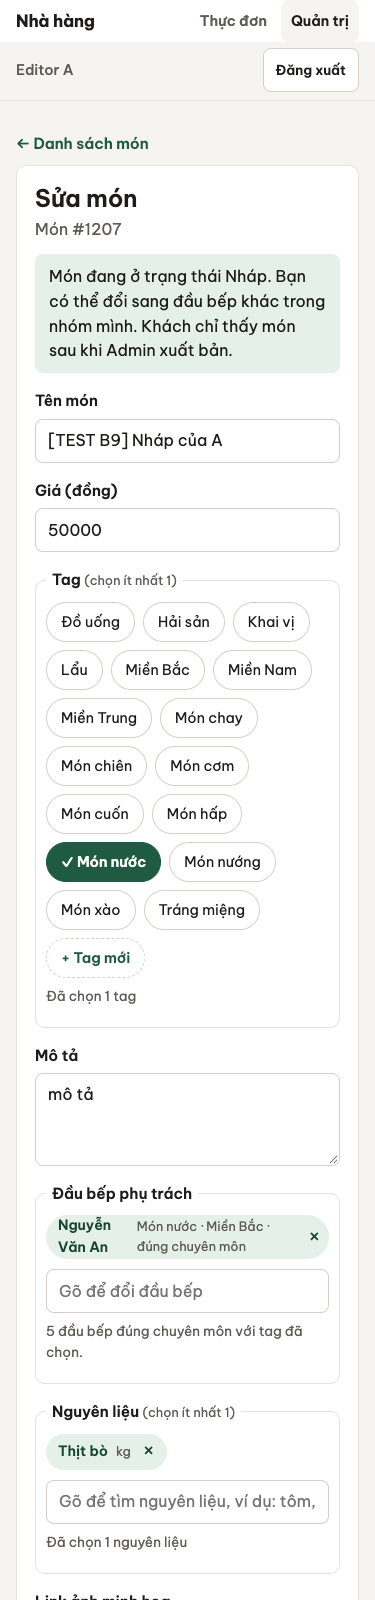 Nhà hàng
Thực đơn
Quản trị
Editor A
Đăng xuất
← Danh sách món
Sửa món
Món #1207
Món đang ở trạng thái Nháp. Bạn
có thể đổi sang đầu bếp khác trong
nhóm mình. Khách chỉ thấy món
sau khi Admin xuất bản.
Tên món
[TEST B9] Nháp của A
Giá (đồng)
50000
Tag (chọn ít nhất 1)
Đồ uống
Hải sản
Khai vị
Lẩu
Miền Bắc
Miền Nam
Miền Trung
Món chay
Món chiên
Món cơm
Món cuốn
Món hấp
✓ Món nước
Món nướng
Món xào
Tráng miệng
+ Tag mới
Đã chọn 1 tag
Mô tả
mô tả
Đầu bếp phụ trách
Nguyễn
Văn An
Món nước · Miền Bắc ·
đúng chuyên môn
×
Gõ để đổi đầu bếp
5 đầu bếp đúng chuyên môn với tag đã
chọn.
Nguyên liệu (chọn ít nhất 1)
Thịt bò kg ×
Gõ để tìm nguyên liệu, ví dụ: tôm,
Đã chọn 1 nguyên liệu
Link ảnh minh họa